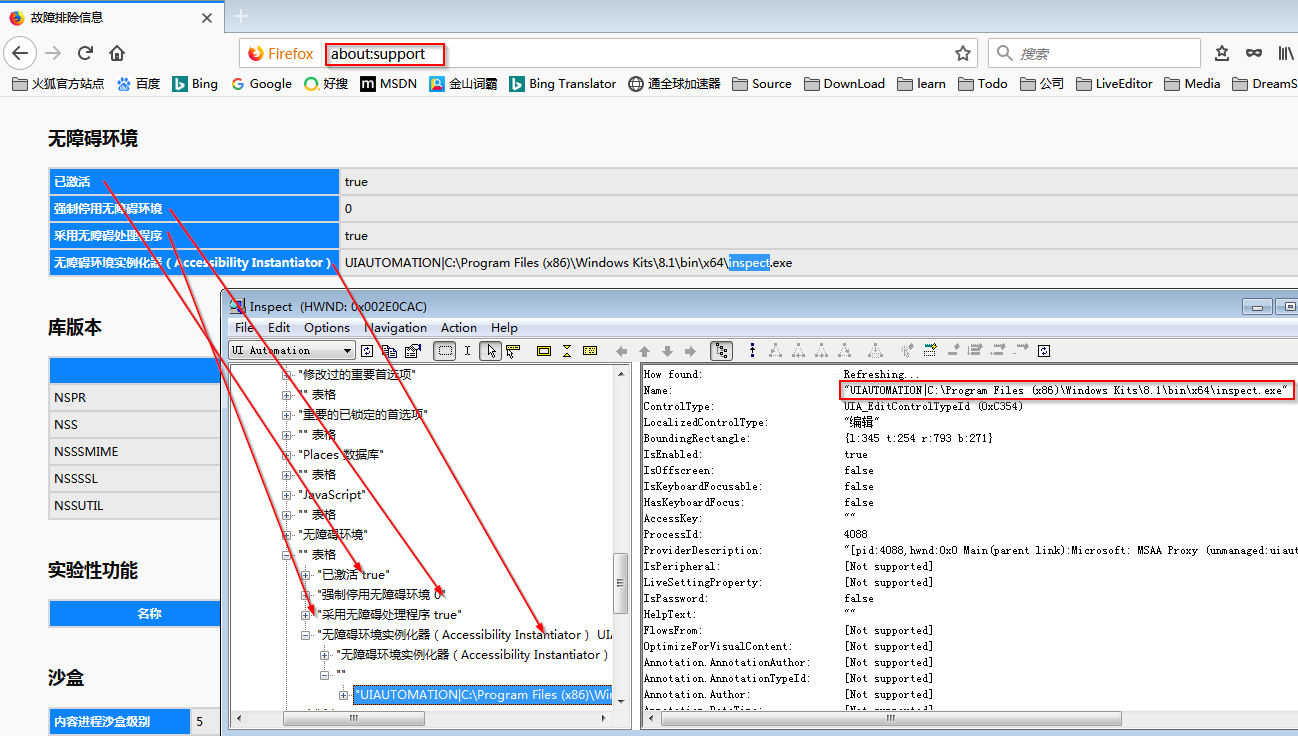 故障排除信息
Firefox about:support 搜索
火狐官方站点 百度 Bing Google 好搜 MSDN 金山词霸 Bing Translator 通全球加速器 Source DownLoad learn Todo 公司 LiveEditor Media DreamS
无障碍环境
已激活 true
强制停用无障碍环境 0
采用无障碍处理程序 true
无障碍环境实例化器（Accessibility Instantiator） UIAUTOMATION|C:\Program Files (x86)\Windows Kits\8.1\bin\x64\inspect.exe
库版本
NSPR
NSS
NSSSMIME
NSSSSL
NSSUTIL
实验性功能
名称
沙盒
内容进程沙盒级别 5
Inspect (HWND: 0x002E0CAC)
File Edit Options Navigation Action Help
UI Automation
"修改过的重要首选项"
"" 表格
"重要的已锁定的首选项"
"" 表格
"Places 数据库"
"" 表格
"JavaScript"
"" 表格
"无障碍环境"
"" 表格
"已激活 true"
"强制停用无障碍环境 0"
"采用无障碍处理程序 true"
"无障碍环境实例化器（Accessibility Instantiator） UIA
"无障碍环境实例化器（Accessibility Instantiator）
""
"UIAUTOMATION|C:\Program Files (x86)\Win
How found: Refreshing...
Name: "UIAUTOMATION|C:\Program Files (x86)\Windows Kits\8.1\bin\x64\inspect.exe"
ControlType: UIA_EditControlTypeId (0xC354)
LocalizedControlType: "编辑"
BoundingRectangle: {l:345 t:254 r:793 b:271}
IsEnabled: true
IsOffscreen: false
IsKeyboardFocusable: false
HasKeyboardFocus: false
AccessKey: ""
ProcessId: 4088
ProviderDescription: "[pid:4088,hwnd:0x0 Main(parent link):Microsoft: MSAA Proxy (unmanaged:uiaut
IsPeripheral: [Not supported]
LiveSettingProperty: [Not supported]
IsPassword: false
HelpText: ""
FlowsFrom: [Not supported]
OptimizeForVisualContent: [Not supported]
Annotation.AnnotationAuthor: [Not supported]
Annotation.AnnotationTypeId: [Not supported]
Annotation.Author: [Not supported]
Annotation.DateTime: [Not supported]